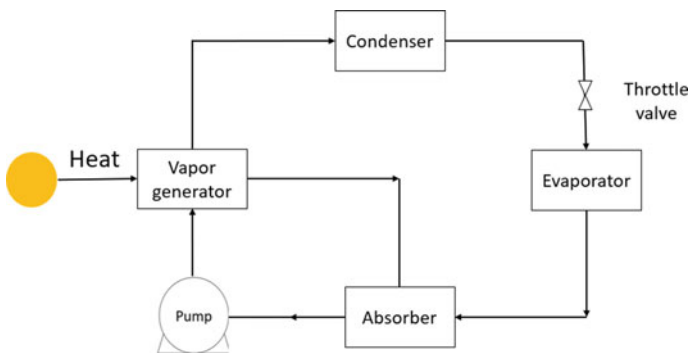 Condenser
Throttle
valve
Heat
Vapor
generator
Evaporator
Pump
Absorber